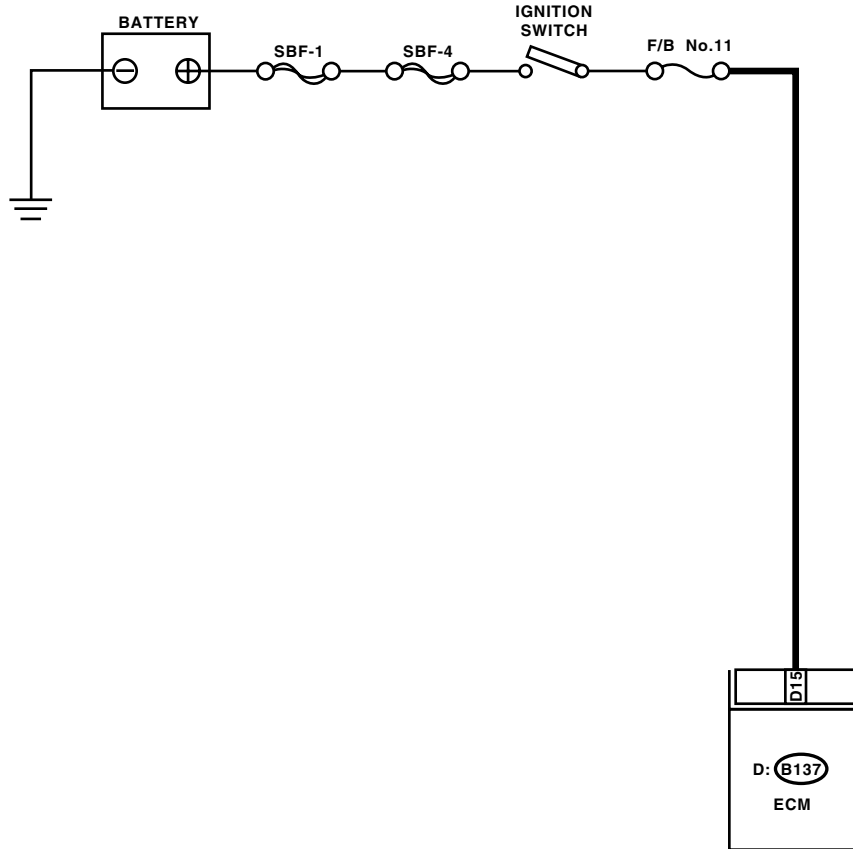 BATTERY
SBF-1
SBF-4
IGNITION
SWITCH
F/B No.11
D15
D: B137
ECM